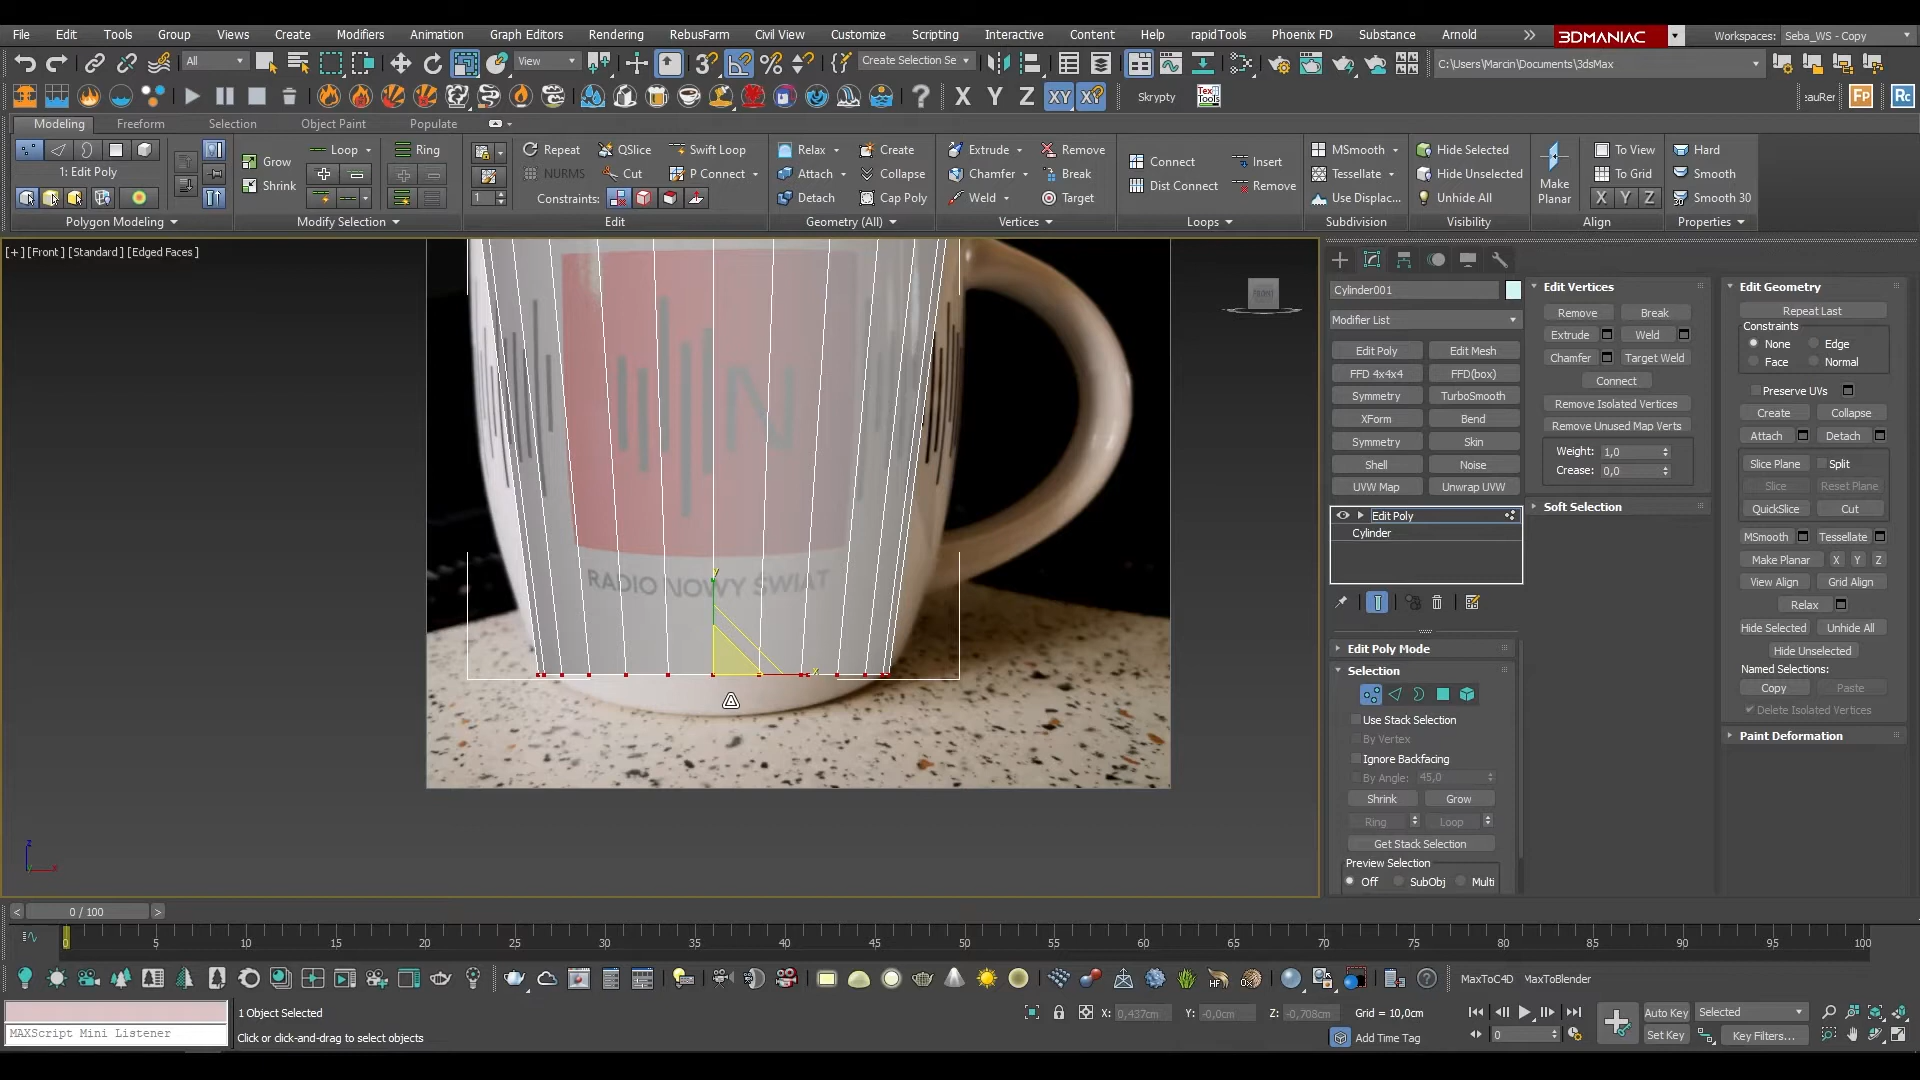 File Edit Tools Group Views Create Modifiers Animation Graph Editors Rendering RebusFarm Civil View Customize Scripting Interactive Content Help rapidTools Phoenix FD Substance Arnold 3DMANIAC Workspaces: Seba_WS - Copy
All View Create Selection Se C:\Users\Marcin\Documents\3dsMax
X Y Z XY Skrypty TexTools Fp Rc
Modeling Freeform Selection Object Paint Populate
Grow Loop Ring Repeat QSlice Swift Loop Relax Create Extrude Remove Connect Insert MSmooth Hide Selected To View Hard
1: Edit Poly NURMS Cut P Connect Attach Collapse Chamfer Break Tessellate Hide Unselected Make Planar To Grid Smooth
Shrink 1 Constraints: Detach Cap Poly Weld Target Dist Connect Remove Use Displac... Unhide All X Y Z Smooth 30
Polygon Modeling Modify Selection Edit Geometry (All) Vertices Loops Subdivision Visibility Align Properties
[+] [Front] [Standard] [Edged Faces]
N
RADIO NOWY ŚWIAT
y
x
z
x
Cylinder001
Modifier List
Edit Poly Edit Mesh
FFD 4x4x4 FFD(box)
Symmetry TurboSmooth
XForm Bend
Symmetry Skin
Shell Noise
UVW Map Unwrap UVW
Edit Poly
Cylinder
Edit Poly Mode
Selection
Use Stack Selection
By Vertex
Ignore Backfacing
By Angle: 45,0
Shrink Grow
Ring Loop
Get Stack Selection
Preview Selection
Off SubObj Multi
Edit Vertices
Remove Break
Extrude Weld
Chamfer Target Weld
Connect
Remove Isolated Vertices
Remove Unused Map Verts
Weight: 1,0
Crease: 0,0
Soft Selection
Edit Geometry
Repeat Last
Constraints
None Edge
Face Normal
Preserve UVs
Create Collapse
Attach Detach
Slice Plane Split
Slice Reset Plane
QuickSlice Cut
MSmooth Tessellate
Make Planar X Y Z
View Align Grid Align
Relax
Hide Selected Unhide All
Hide Unselected
Named Selections:
Copy Paste
Delete Isolated Vertices
Paint Deformation
< 0 / 100 >
0 5 10 15 20 25 30 35 40 45 50 55 60 65 70 75 80 85 90 95 100
MaxToC4D MaxToBlender
1 Object Selected X: 0,437cm Y: -0,0cm Z: -0,708cm Grid = 10,0cm Auto Key Selected
MAXScript Mini Listener Click or click-and-drag to select objects Add Time Tag 0 Set Key Key Filters...